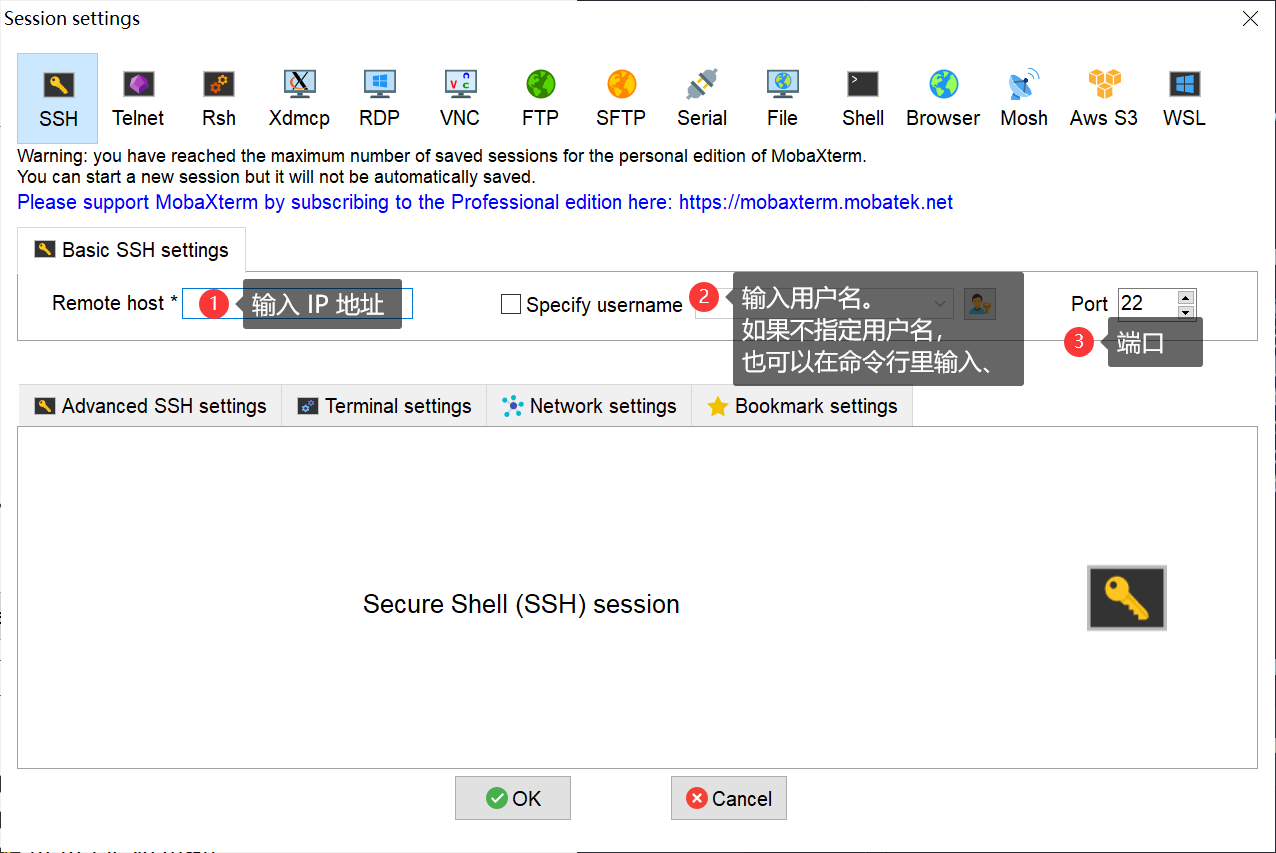 Session settings
SSH Telnet Rsh Xdmcp RDP VNC FTP SFTP Serial File Shell Browser Mosh Aws S3 WSL
Warning: you have reached the maximum number of saved sessions for the personal edition of MobaXterm.
You can start a new session but it will not be automatically saved.
Please support MobaXterm by subscribing to the Professional edition here: https://mobaxterm.mobatek.net
Basic SSH settings
Remote host * 1 输入 IP 地址
Specify username 2 输入用户名。
如果不指定用户名，
也可以在命令行里输入、
Port 22
3 端口
Advanced SSH settings Terminal settings Network settings Bookmark settings
Secure Shell (SSH) session
OK Cancel